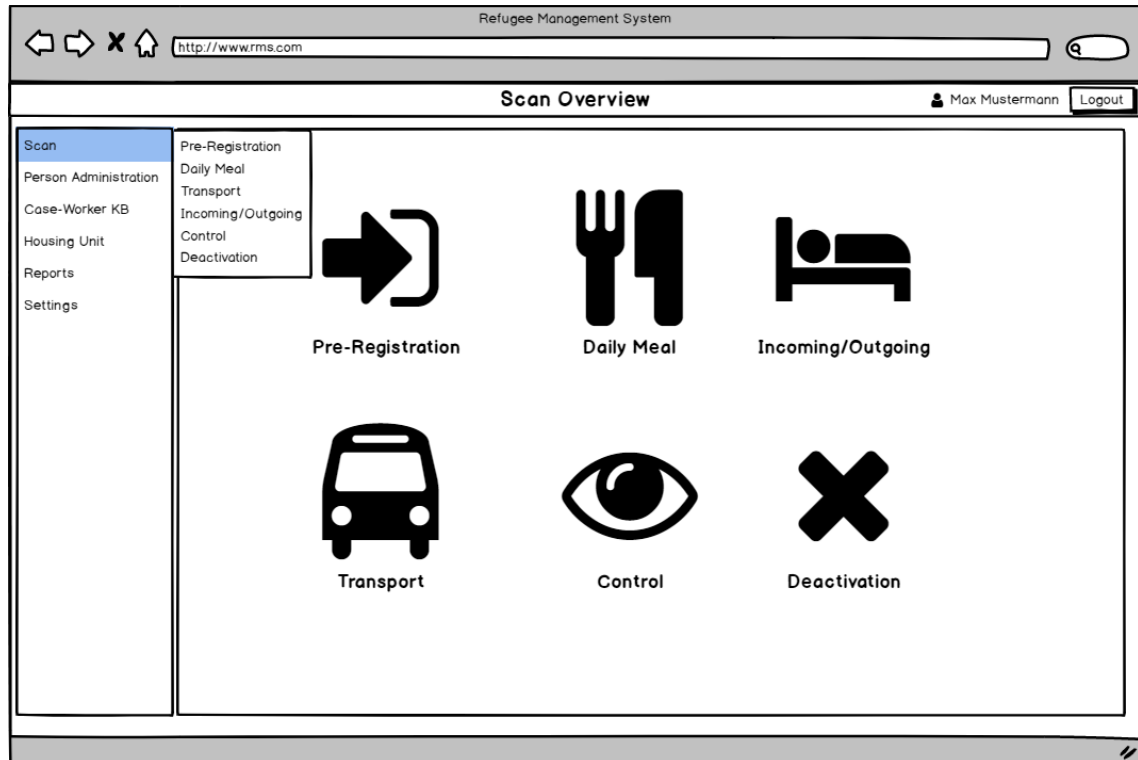 Refugee Management System
http://www.rms.com
Scan Overview
Max Mustermann
Logout
Scan
Person Administration
Case-Worker KB
Housing Unit
Reports
Settings
Pre-Registration
Daily Meal
Transport
Incoming/Outgoing
Control
Deactivation
Pre-Registration
Daily Meal
Incoming/Outgoing
Transport
Control
Deactivation